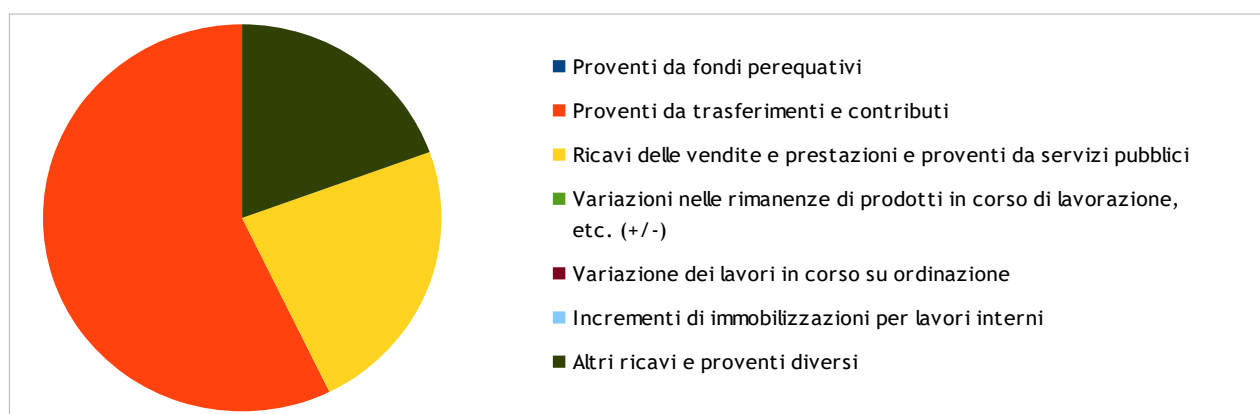 Proventi da fondi perequativi
Proventi da trasferimenti e contributi
Ricavi delle vendite e prestazioni e proventi da servizi pubblici
Variazioni nelle rimanenze di prodotti in corso di lavorazione,
etc. (+/-)
Variazione dei lavori in corso su ordinazione
Incrementi di immobilizzazioni per lavori interni
Altri ricavi e proventi diversi